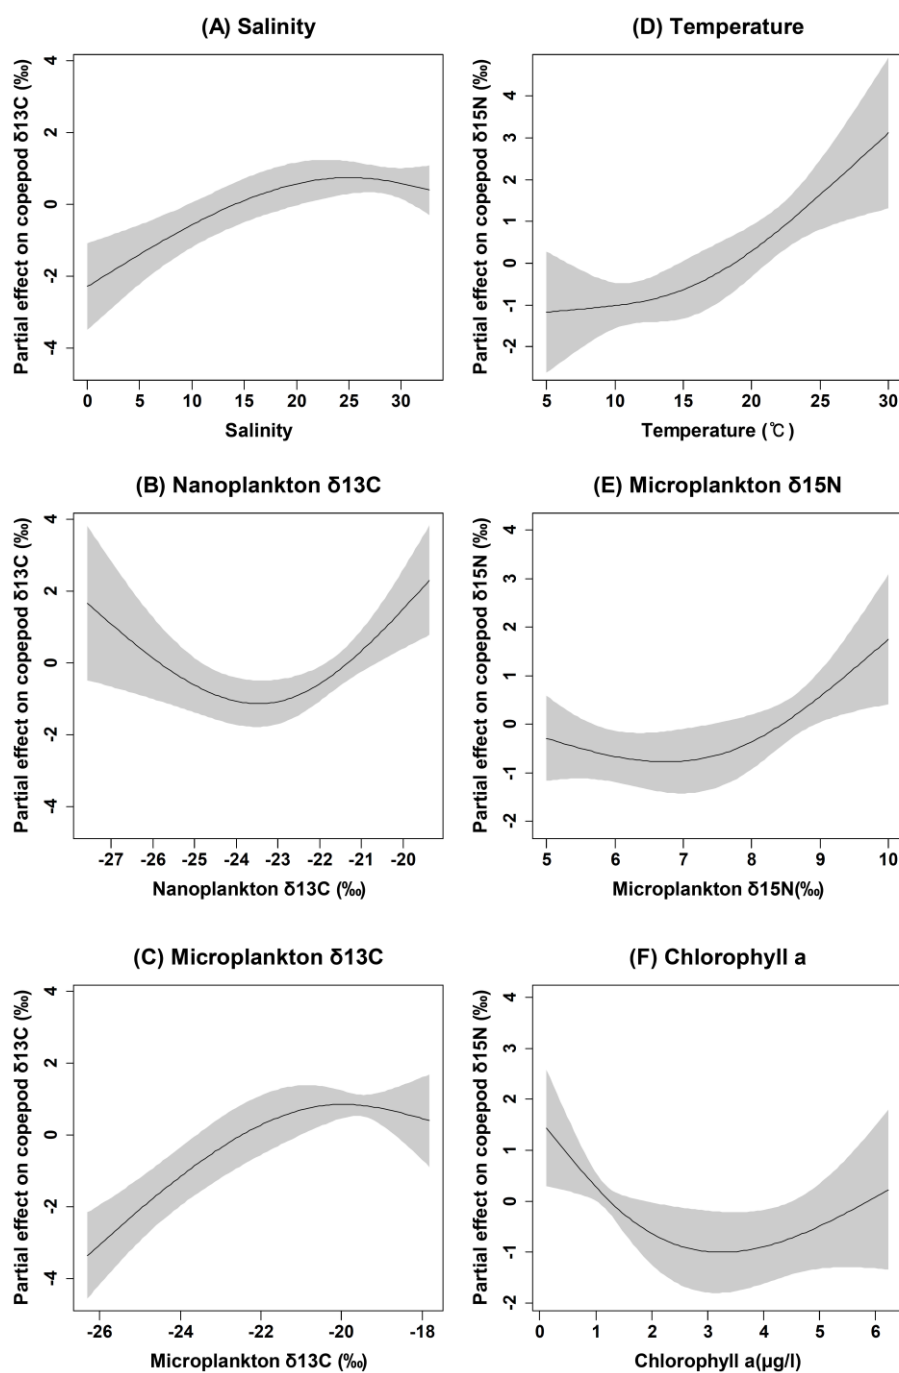 (A) Salinity
Partial effect on copepod δ13C (‰)
4
2
0
-2
-4
0 5 10 15 20 25 30
Salinity
(B) Nanoplankton δ13C
Partial effect on copepod δ13C (‰)
4
2
0
-2
-4
-27 -26 -25 -24 -23 -22 -21 -20
Nanoplankton δ13C (‰)
(C) Microplankton δ13C
Partial effect on copepod δ13C (‰)
4
2
0
-2
-4
-26 -24 -22 -20 -18
Microplankton δ13C (‰)
(D) Temperature
Partial effect on copepod δ15N (‰)
4
3
2
1
0
-1
-2
5 10 15 20 25 30
Temperature (℃)
(E) Microplankton δ15N
Partial effect on copepod δ15N (‰)
4
3
2
1
0
-1
-2
5 6 7 8 9 10
Microplankton δ15N(‰)
(F) Chlorophyll a
Partial effect on copepod δ15N (‰)
4
3
2
1
0
-1
-2
0 1 2 3 4 5 6
Chlorophyll a(μg/l)